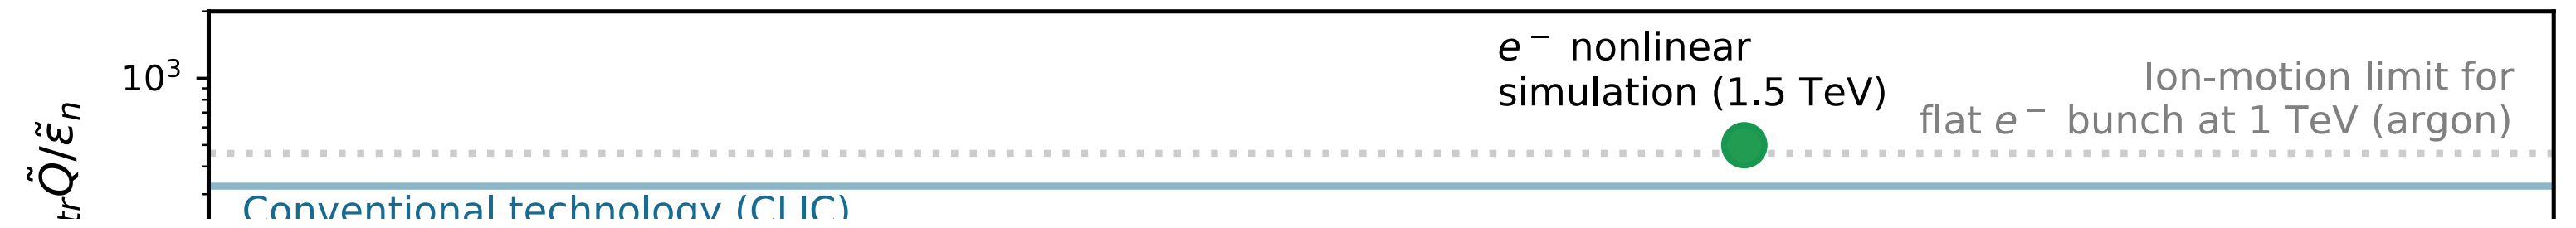 10³
e⁻ nonlinear
simulation (1.5 TeV)
Ion-motion limit for
flat e⁻ bunch at 1 TeV (argon)
Conventional technology (CLIC)
trQ̃/ε̃ₙ